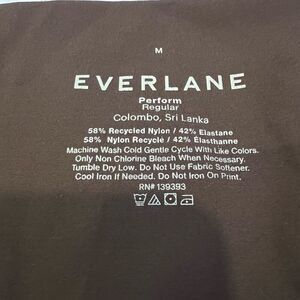 M
EVERLANE
Perform
Regular
Colombo, Sri Lanka
58% Recycled Nylon / 42% Elastane
58% Nylon Recyclé / 42% Élasthanne
Machine Wash Cold Gentle Cycle With Like Colors.
Only Non Chlorine Bleach When Necessary.
Tumble Dry Low. Do Not Use Fabric Softener.
Cool Iron If Needed. Do Not Iron On Print.
RN# 139393